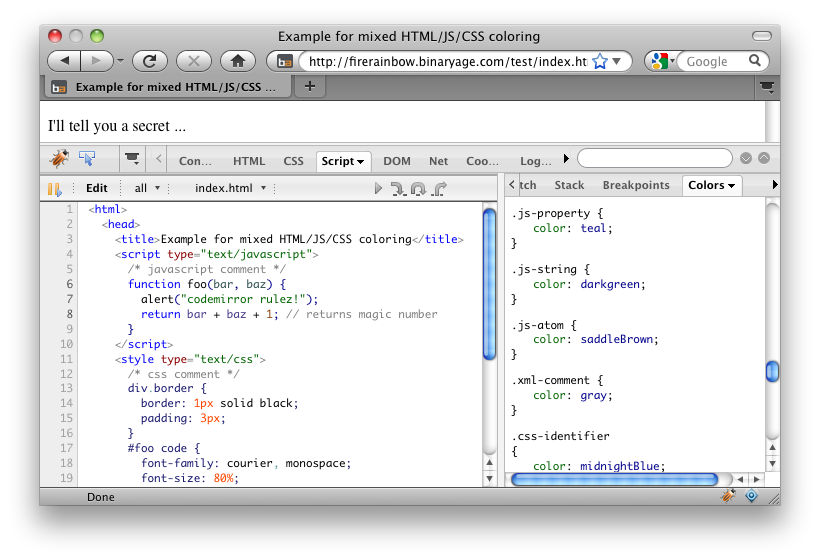 Example for mixed HTML/JS/CSS coloring
http://firerainbow.binaryage.com/test/index.ht
Google
Example for mixed HTML/JS/CSS ...
I'll tell you a secret ...
Con... HTML CSS Script DOM Net Coo... Log...
Edit all index.html
tch Stack Breakpoints Colors
1 <html>
2 <head>
3 <title>Example for mixed HTML/JS/CSS coloring</title>
4 <script type="text/javascript">
5 /* javascript comment */
6 function foo(bar, baz) {
7 alert("codemirror rulez!");
8 return bar + baz + 1; // returns magic number
9 }
10 </script>
11 <style type="text/css">
12 /* css comment */
13 div.border {
14 border: 1px solid black;
15 padding: 3px;
16 }
17 #foo code {
18 font-family: courier, monospace;
19 font-size: 80%;
.js-property {
color: teal;
}
.js-string {
color: darkgreen;
}
.js-atom {
color: saddleBrown;
}
.xml-comment {
color: gray;
}
.css-identifier
{
color: midnightBlue;
Done